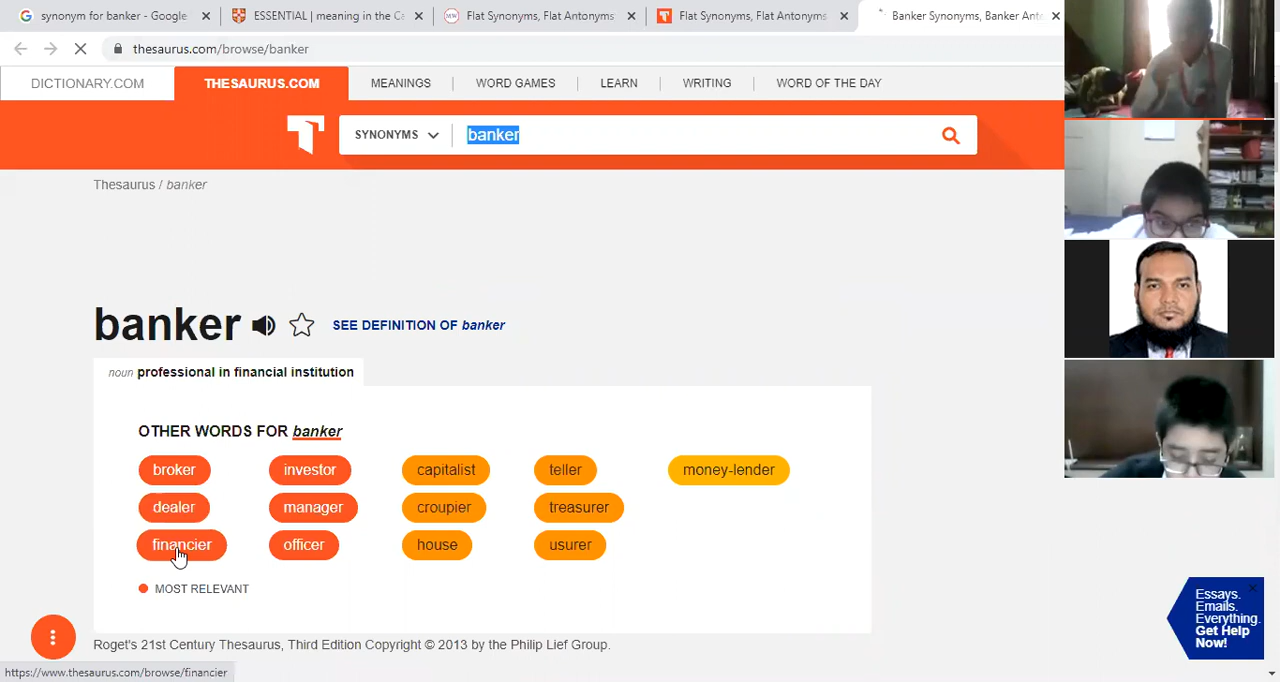 synonym for banker - Google
ESSENTIAL | meaning in the Ca
MW
Flat Synonyms, Flat Antonyms
Flat Synonyms, Flat Antonyms
Banker Synonyms, Banker Ant
thesaurus.com/browse/banker
DICTIONARY.COM
THESAURUS.COM
MEANINGS
WORD GAMES
LEARN
WRITING
WORD OF THE DAY
SYNONYMS
banker
Thesaurus / banker
banker
SEE DEFINITION OF banker
noun professional in financial institution
OTHER WORDS FOR banker
broker investor capitalist teller money-lender
dealer manager croupier treasurer
financier officer house usurer
MOST RELEVANT
Essays.
Emails.
Everything.
Get Help
Now!
Roget's 21st Century Thesaurus, Third Edition Copyright © 2013 by the Philip Lief Group.
https://www.thesaurus.com/browse/financier